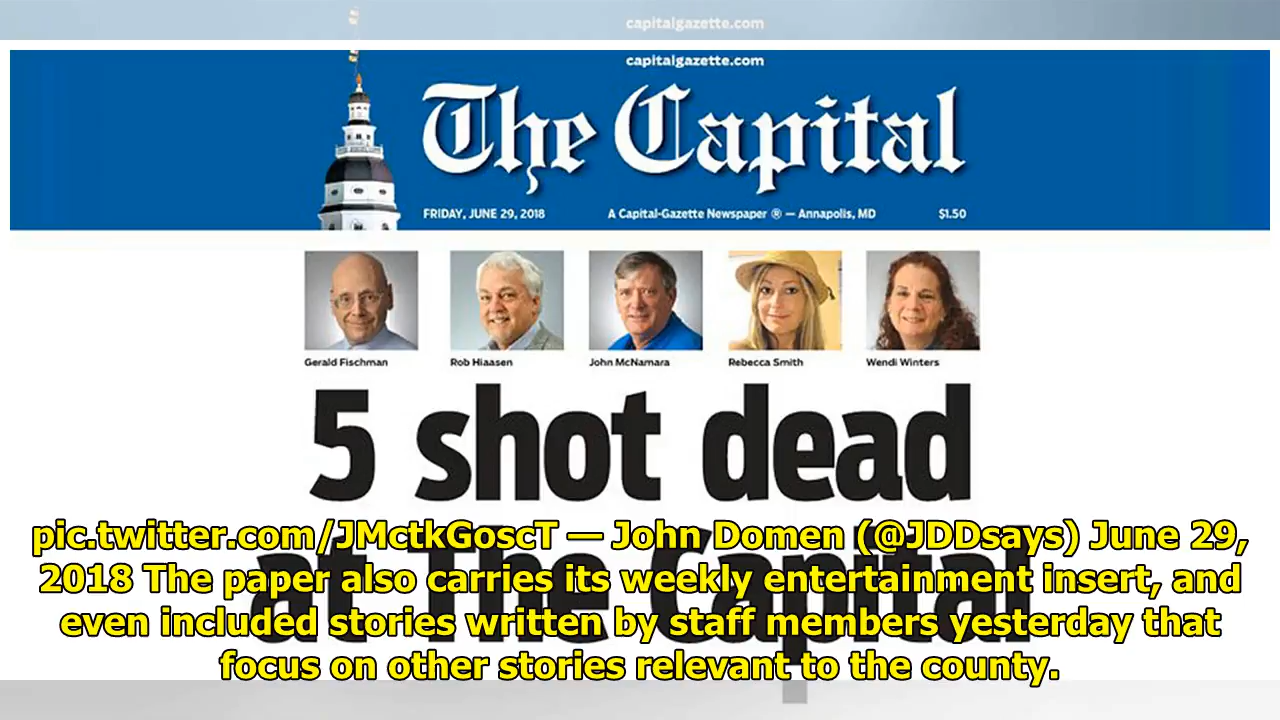 capitalgazette.com
capitalgazette.com
The Capital
FRIDAY, JUNE 29, 2018 A Capital-Gazette Newspaper ® — Annapolis, MD $1.50
Gerald Fischman Rob Hiaasen John McNamara Rebecca Smith Wendi Winters
5 shot dead
at The Capital
pic.twitter.com/JMctkGoscT — John Domen (@JDDsays) June 29,
2018 The paper also carries its weekly entertainment insert, and
even included stories written by staff members yesterday that
focus on other stories relevant to the county.